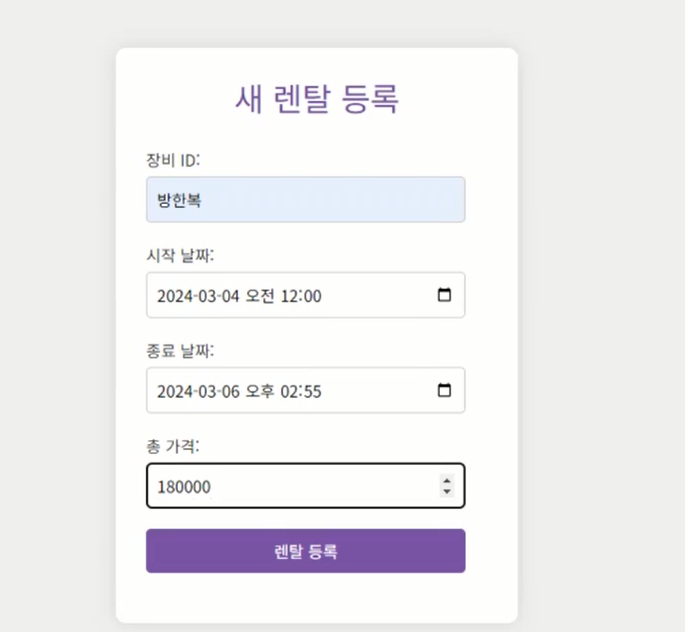 새 렌탈 등록
장비 ID:
방한복
시작 날짜:
2024-03-04 오전 12:00
종료 날짜:
2024-03-06 오후 02:55
총 가격:
180000
렌탈 등록